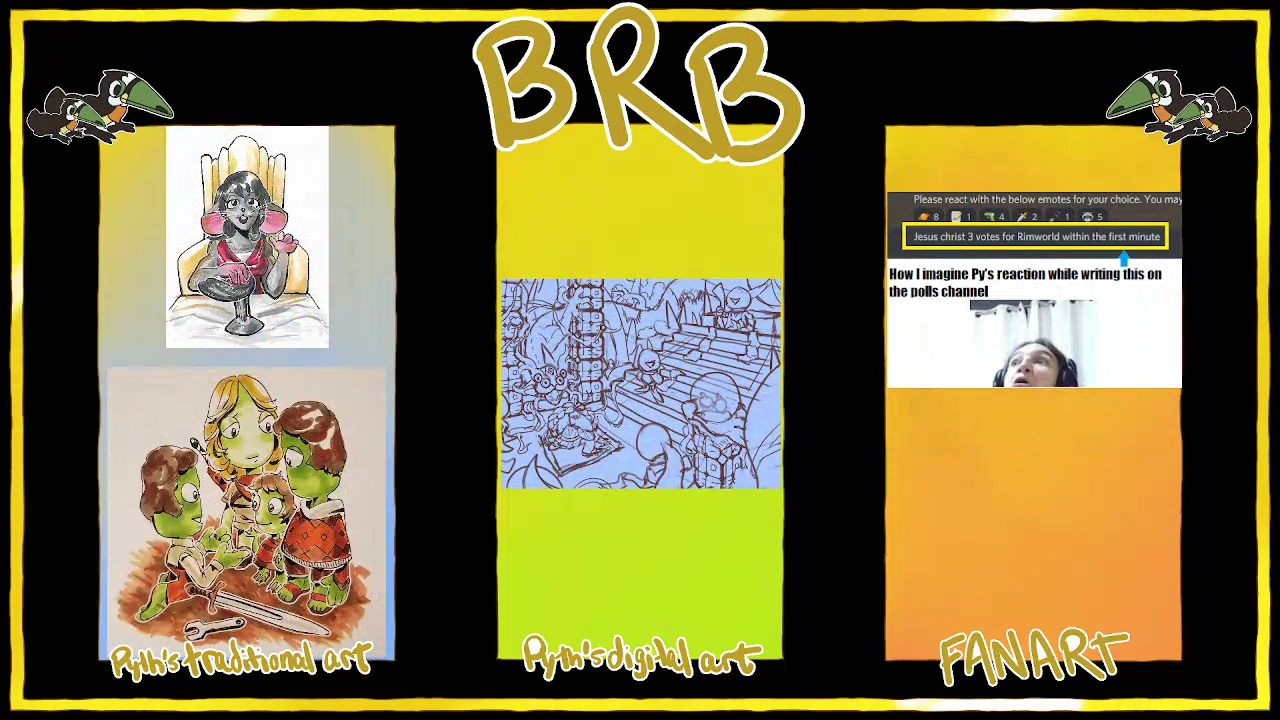 BRB
Please react with the below emotes for your choice. You may
8 1 4 2 1 5
Jesus christ 3 votes for Rimworld within the first minute
How I imagine Py's reaction while writing this on
the polls channel
Pyth's traditional art
Pyth's digital art
FANART